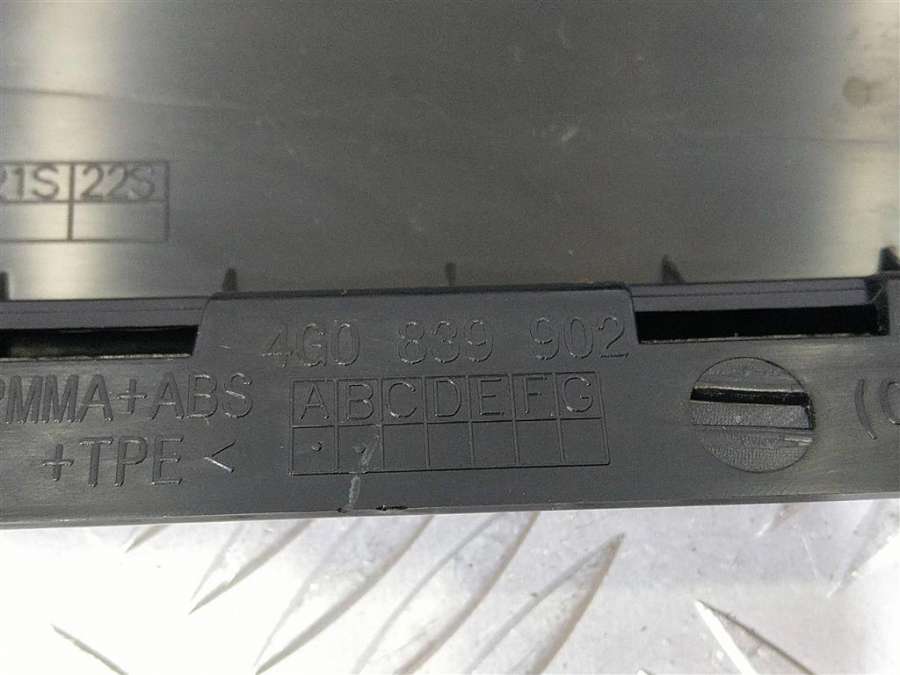 21S 22S
4G0 839 902
PMMA+ABS
+TPE<
A B C D E F G